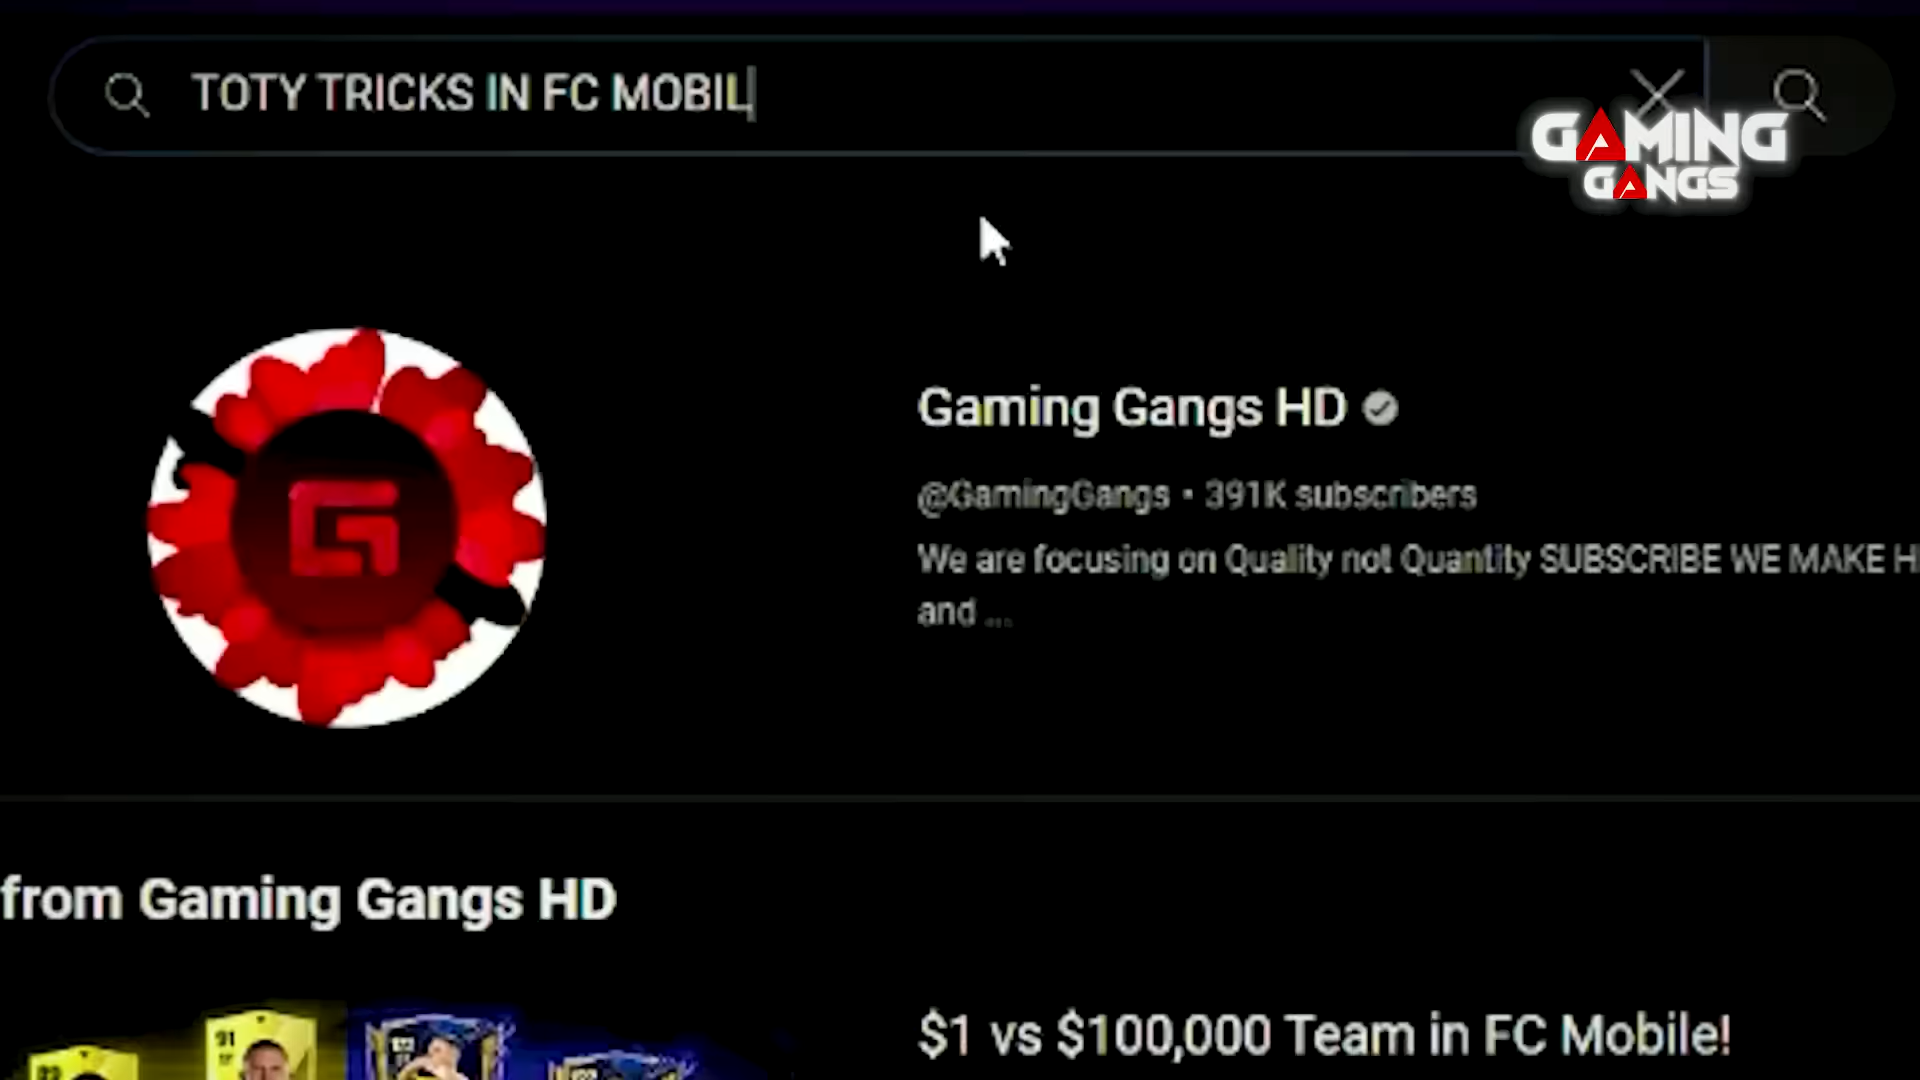 TOTY TRICKS IN FC MOBIL
GAMING
GANGS
Gaming Gangs HD
@GamingGangs • 391K subscribers
We are focusing on Quality not Quantity SUBSCRIBE WE MAKE H
and ...
from Gaming Gangs HD
91
$1 vs $100,000 Team in FC Mobile!